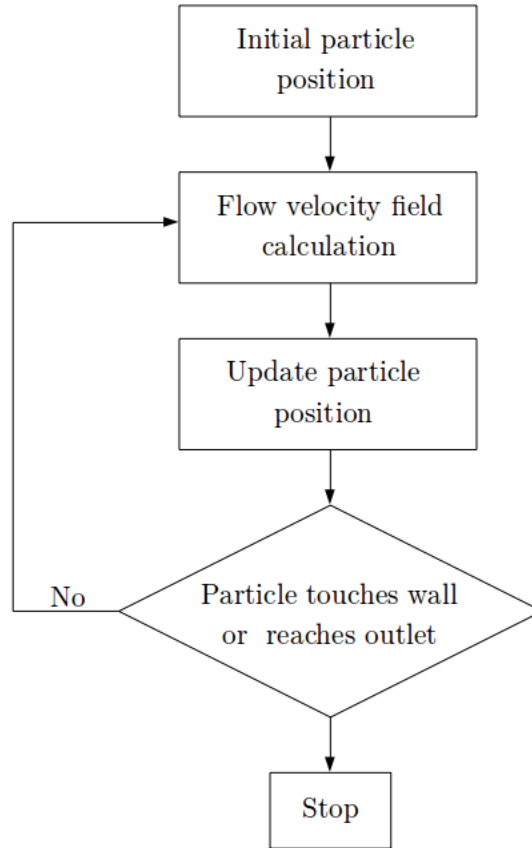 Initial particle
position
Flow velocity field
calculation
Update particle
position
No
Particle touches wall
or reaches outlet
Stop